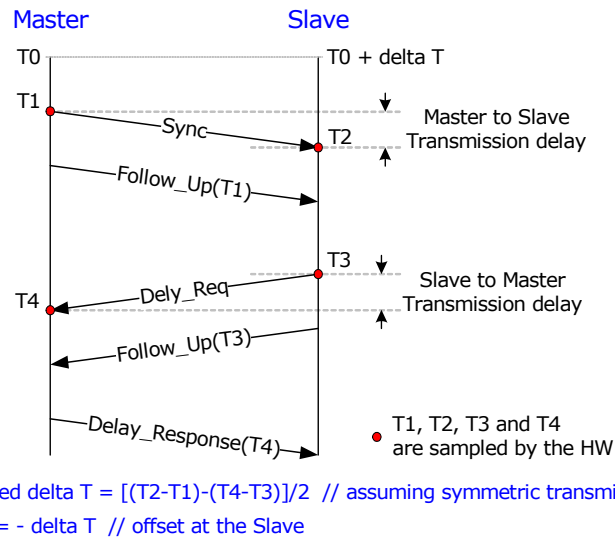 Master Slave
T0 T0 + delta T
T1
Sync
T2
Master to Slave
Transmission delay
Follow_Up(T1)
T3
T4
Dely_Req
Slave to Master
Transmission delay
Follow_Up(T3)
Delay_Response(T4)
T1, T2, T3 and T4
are sampled by the HW
delta T = [(T2-T1)-(T4-T3)]/2 // assuming symmetric
= - delta T // offset at the Slave